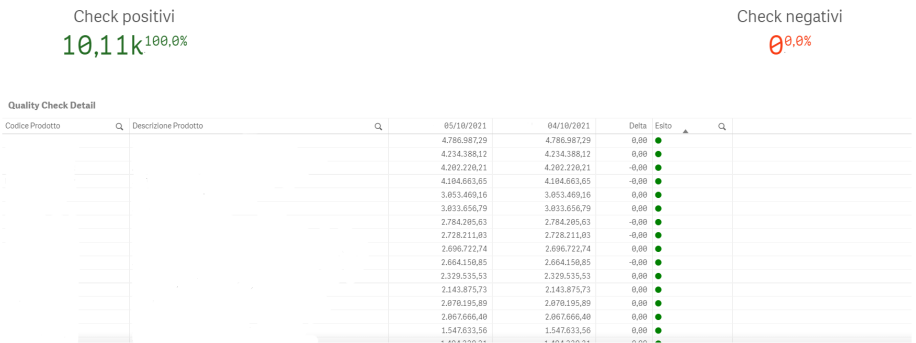 Check positivi Check negativi
10,11k 100,0% 0 0,0%
Quality Check Detail
Codice Prodotto Descrizione Prodotto 05/10/2021 04/10/2021 Delta Esito
4.786.987,29 4.786.987,29 0,00
4.234.388,12 4.234.388,12 0,00
4.202.220,21 4.202.220,21 -0,00
4.104.663,65 4.104.663,65 -0,00
3.053.469,16 3.053.469,16 0,00
3.033.656,79 3.033.656,79 0,00
2.784.205,63 2.784.205,63 -0,00
2.728.211,03 2.728.211,03 -0,00
2.696.722,74 2.696.722,74 0,00
2.664.150,85 2.664.150,85 -0,00
2.329.535,53 2.329.535,53 0,00
2.143.875,73 2.143.875,73 0,00
2.070.195,89 2.070.195,89 0,00
2.067.666,40 2.067.666,40 0,00
1.547.633,56 1.547.633,56 0,00